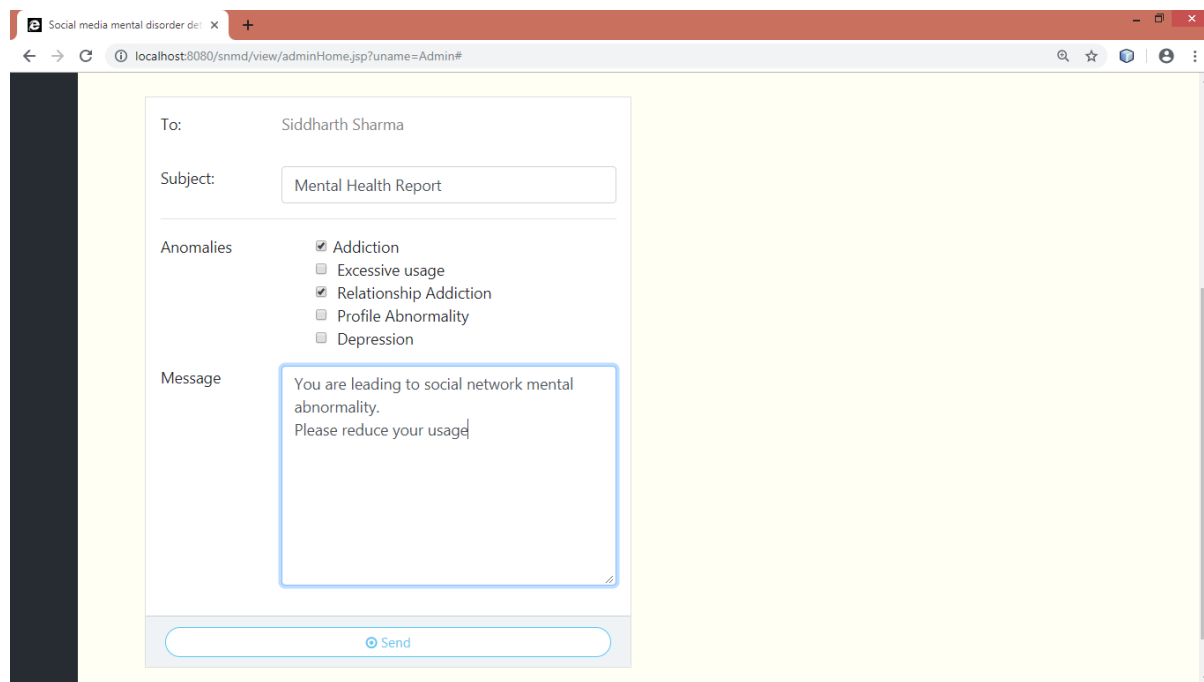 Social media mental disorder det
localhost:8080/snmd/view/adminHome.jsp?uname=Admin#
To: Siddharth Sharma
Subject: Mental Health Report
Anomalies Addiction
Excessive usage
Relationship Addiction
Profile Abnormality
Depression
Message You are leading to social network mental
abnormality.
Please reduce your usage
Send